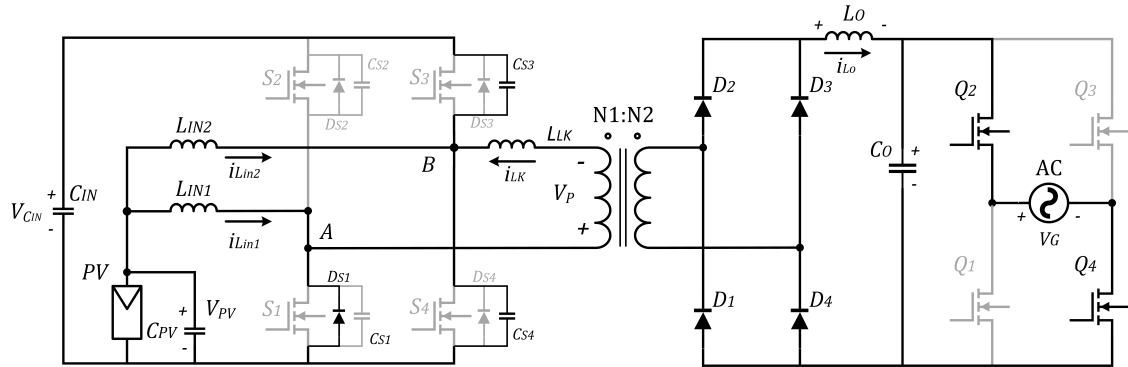 LO
+ -
iLo
S2
CS2
DS2
S3
CS3
DS3
D2
D3
Q2
Q3
N1:N2
LIN2
iLin2
B
LLK
iLK
-
VP
+
CO
+
-
AC
+ -
VG
+
CIN
VCIN
-
LIN1
iLin1
A
PV
CPV
+
VPV
-
S1
DS1
CS1
S4
DS4
CS4
D1
D4
Q1
Q4